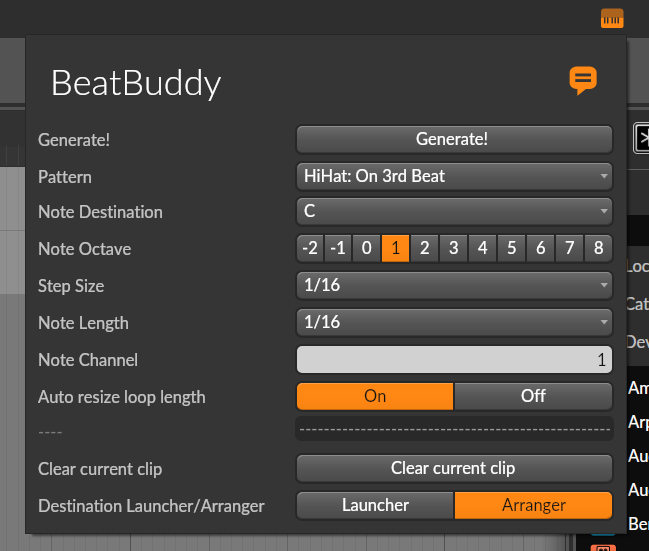 BeatBuddy
Generate! Generate!
Pattern HiHat: On 3rd Beat
Note Destination C
Note Octave -2 -1 0 1 2 3 4 5 6 7 8
Step Size 1/16
Note Length 1/16
Note Channel 1
Auto resize loop length On Off
---- --------------------------------------------------
Clear current clip Clear current clip
Destination Launcher/Arranger Launcher Arranger
Loc
Cat
Dev
Am
Arp
Au
Au
Ber